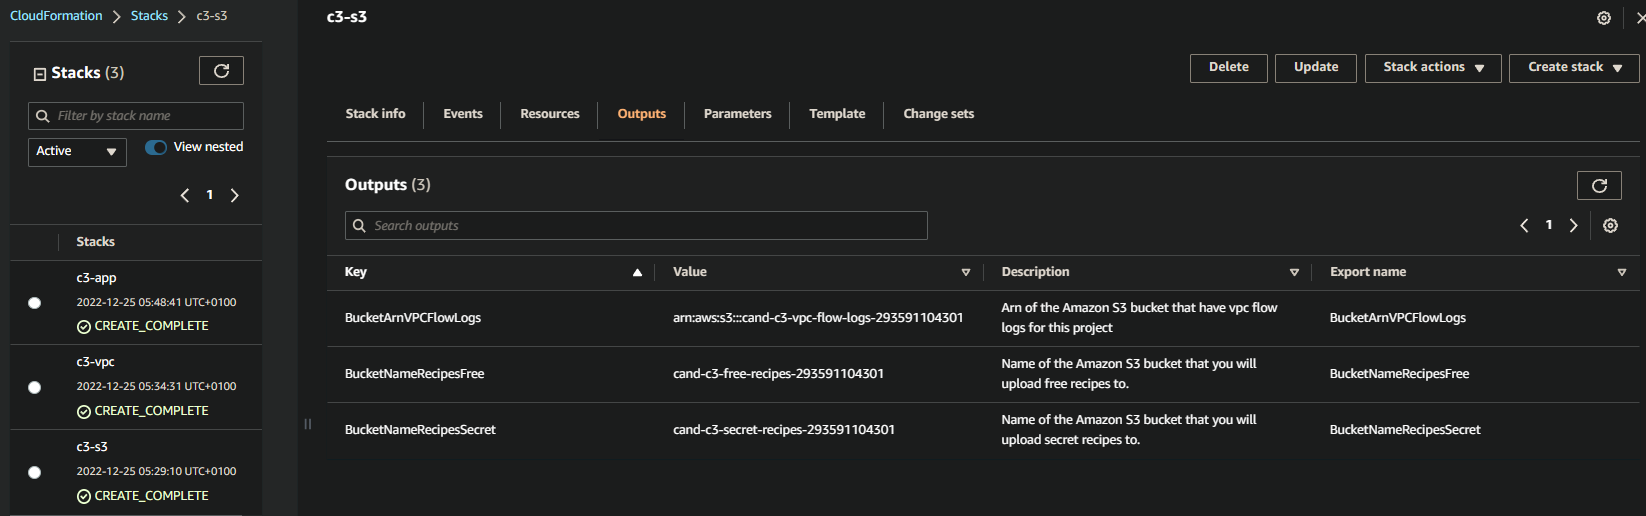 CloudFormation > Stacks > c3-s3
Stacks (3)
Filter by stack name
Active
View nested
1
Stacks
c3-app
2022-12-25 05:48:41 UTC+0100
CREATE_COMPLETE
c3-vpc
2022-12-25 05:34:31 UTC+0100
CREATE_COMPLETE
c3-s3
2022-12-25 05:29:10 UTC+0100
CREATE_COMPLETE
c3-s3
Delete Update Stack actions Create stack
Stack info Events Resources Outputs Parameters Template Change sets
Outputs (3)
Search outputs
1
Key Value Description Export name
BucketArnVPCFlowLogs arn:aws:s3:::cand-c3-vpc-flow-logs-293591104301 Arn of the Amazon S3 bucket that have vpc flow
logs for this project BucketArnVPCFlowLogs
BucketNameRecipesFree cand-c3-free-recipes-293591104301 Name of the Amazon S3 bucket that you will
upload free recipes to. BucketNameRecipesFree
BucketNameRecipesSecret cand-c3-secret-recipes-293591104301 Name of the Amazon S3 bucket that you will
upload secret recipes to. BucketNameRecipesSecret